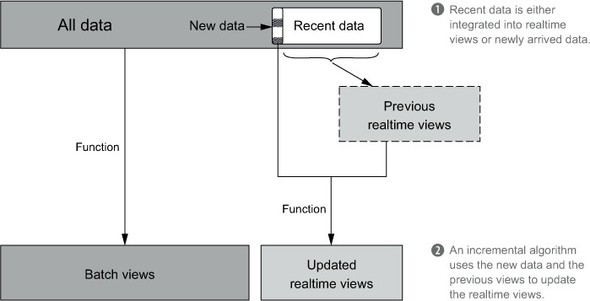 All data
New data
Recent data
1 Recent data is either
integrated into realtime
views or newly arrived data.
Previous
realtime views
Function
Function
Batch views
Updated
realtime views
2 An incremental algorithm
uses the new data and the
previous views to update
the realtime views.